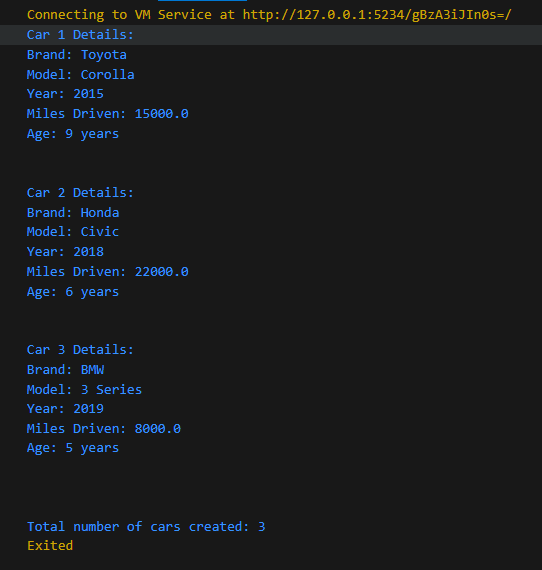 Connecting to VM Service at http://127.0.0.1:5234/gBzA3iJIn0s=/
Car 1 Details:
Brand: Toyota
Model: Corolla
Year: 2015
Miles Driven: 15000.0
Age: 9 years
Car 2 Details:
Brand: Honda
Model: Civic
Year: 2018
Miles Driven: 22000.0
Age: 6 years
Car 3 Details:
Brand: BMW
Model: 3 Series
Year: 2019
Miles Driven: 8000.0
Age: 5 years
Total number of cars created: 3
Exited